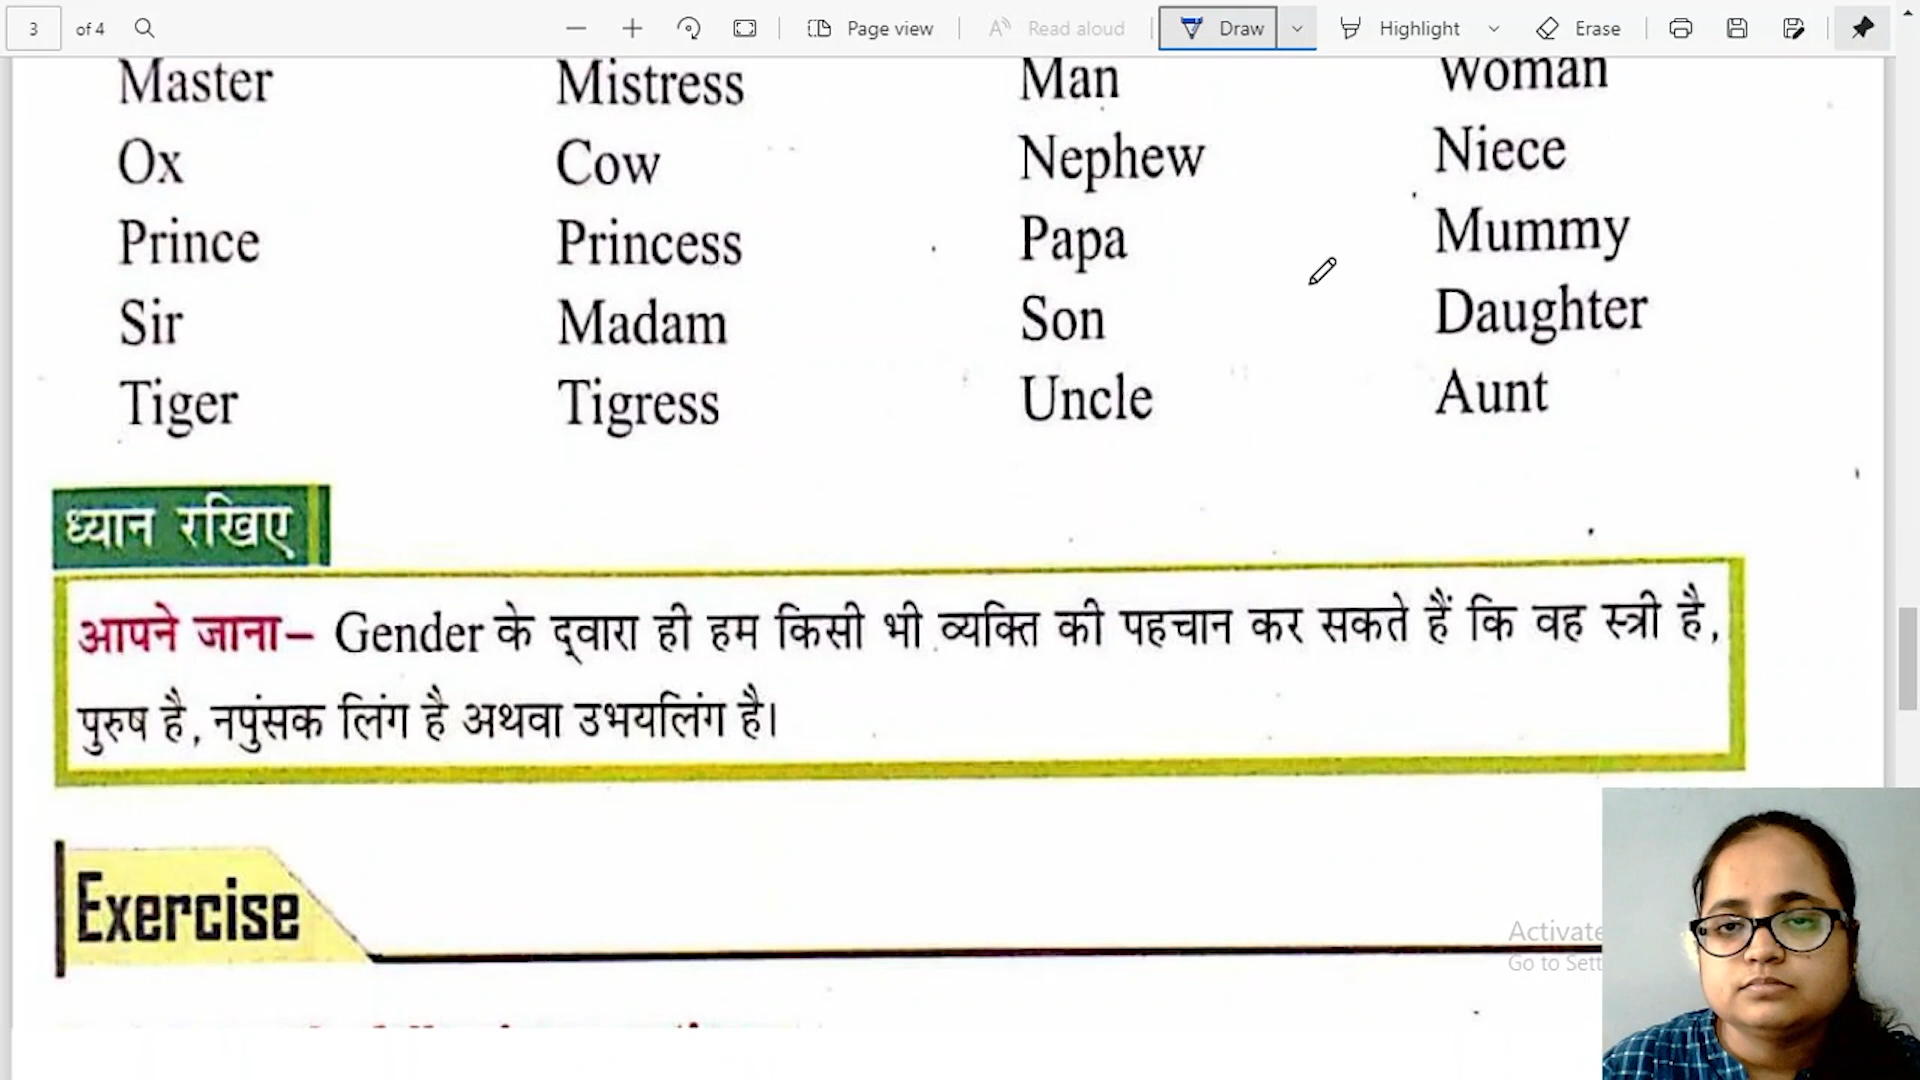 3 of 4 Page view Read aloud Draw Highlight Erase
Master Mistress Man Woman
Ox Cow Nephew Niece
Prince Princess Papa Mummy
Sir Madam Son Daughter
Tiger Tigress Uncle Aunt
ध्यान रखिए
आपने जाना– Gender के द्वारा ही हम किसी भी व्यक्ति की पहचान कर सकते हैं कि वह स्त्री है,
पुरुष है, नपुंसक लिंग है अथवा उभयलिंग है।
Exercise
Activate
Go to Sett